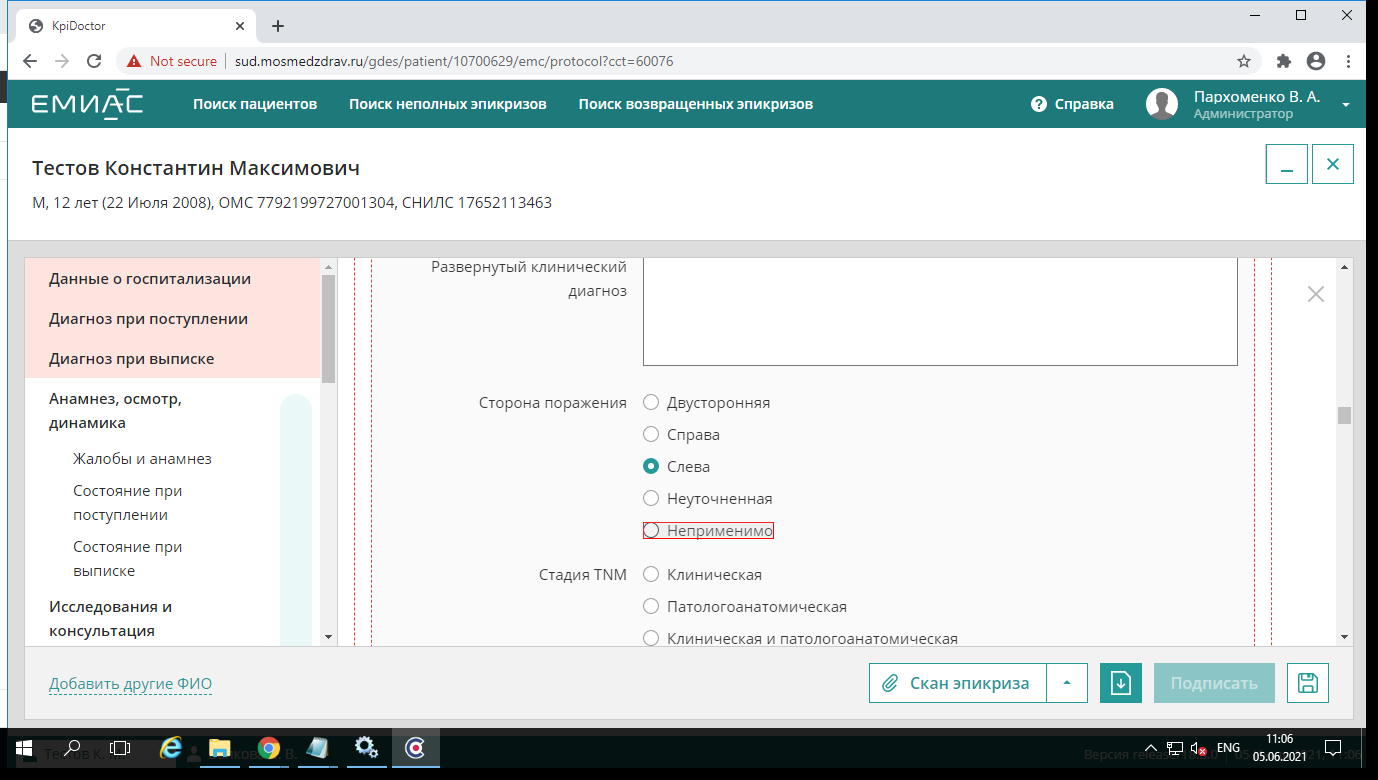 KpiDoctor
Not secure sud.mosmedzdrav.ru/gdes/patient/10700629/emc/protocol?cct=60076
ЕМИАС Поиск пациентов Поиск неполных эпикризов Поиск возвращенных эпикризов ? Справка Пархоменко В. А.
Администратор
Тестов Константин Максимович
М, 12 лет (22 Июля 2008), ОМС 7792199727001304, СНИЛС 17652113463
Данные о госпитализации
Диагноз при поступлении
Диагноз при выписке
Анамнез, осмотр,
динамика
Жалобы и анамнез
Состояние при
поступлении
Состояние при
выписке
Исследования и
консультация
Развернутый клинический
диагноз
Сторона поражения
Двусторонняя
Справа
Слева
Неуточненная
Неприменимо
Стадия TNM
Клиническая
Патологоанатомическая
Клиническая и патологоанатомическая
Добавить другие ФИО
Скан эпикриза
Подписать
Тестов К. М.
ENG
11:06
05.06.2021